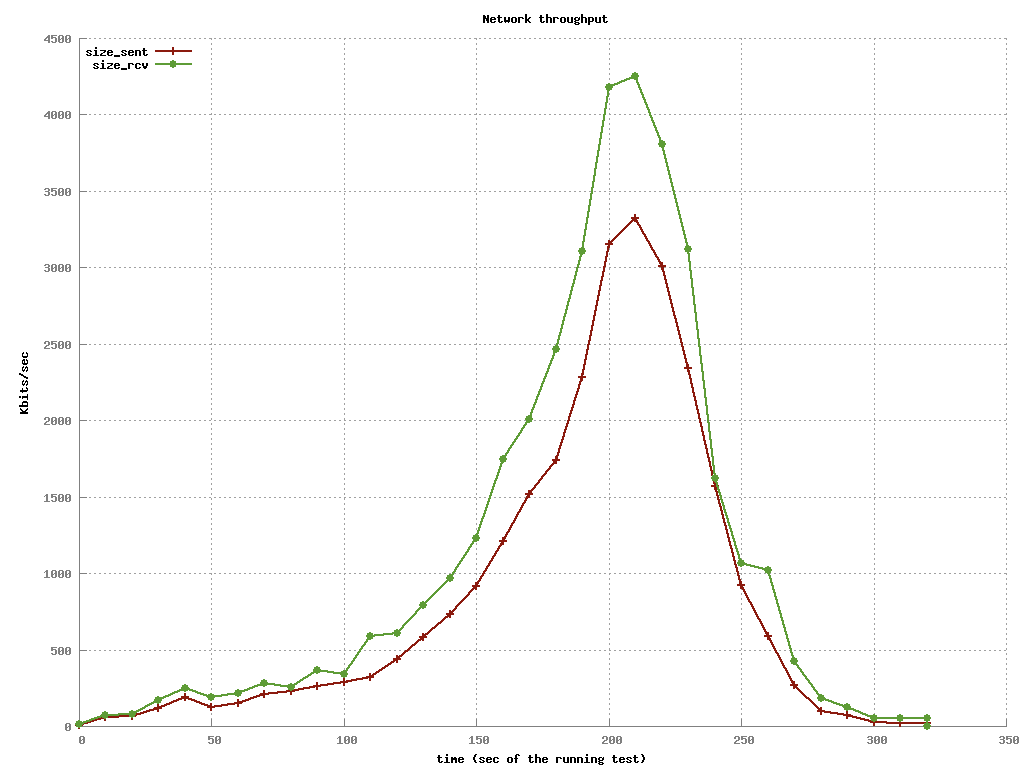 Network throughput
size_sent
size_rcv
4500
4000
3500
3000
2500
2000
1500
1000
500
0
Kbits/sec
0 50 100 150 200 250 300 350
time (sec of the running test)